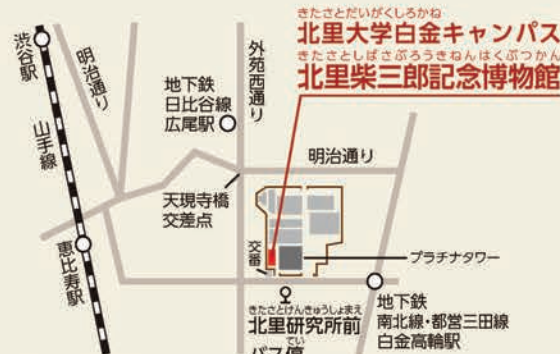 きたさとだいがくしろかね
北里大学白金キャンパス
きたさとしばさぶろうきねんはくぶつかん
北里柴三郎記念博物館
渋谷駅
明治通り
外苑西通り
地下鉄
日比谷線
広尾駅
山手線
明治通り
天現寺橋
交差点
恵比寿駅
交番
プラチナタワー
きたさとけんきゅうしょまえ
北里研究所前
てい
バス停
地下鉄
南北線・都営三田線
白金高輪駅